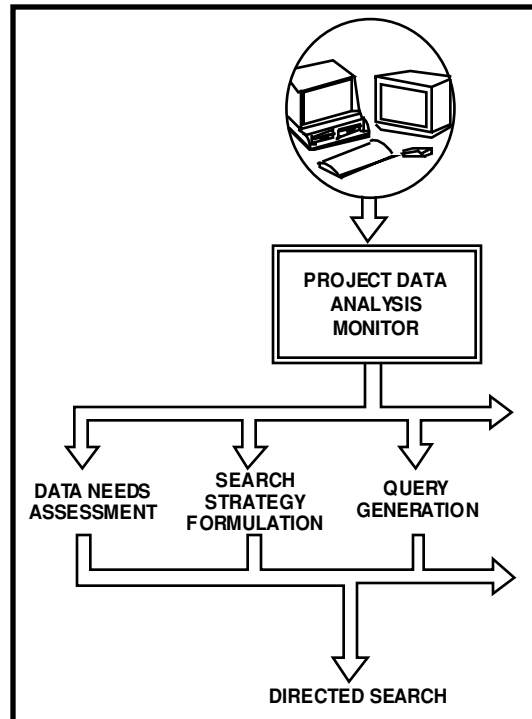 PROJECT DATA
ANALYSIS
MONITOR
DATA NEEDS
ASSESSMENT
SEARCH
STRATEGY
FORMULATION
QUERY
GENERATION
DIRECTED SEARCH